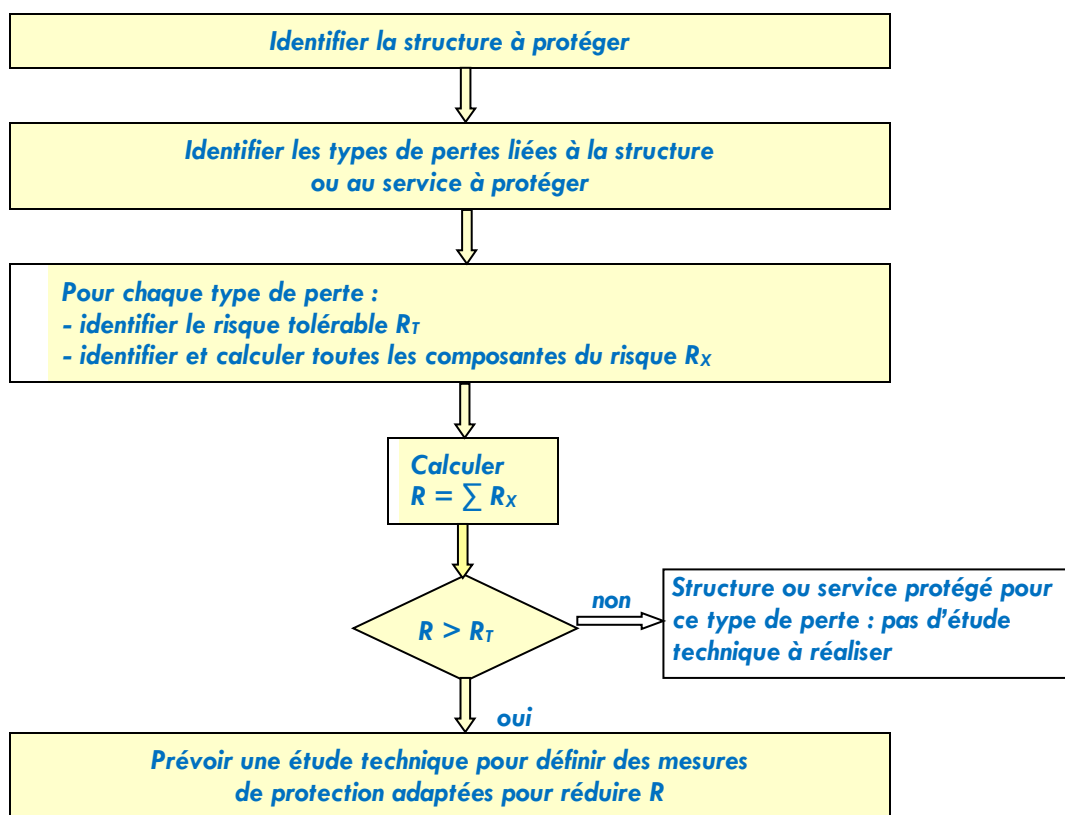 Identifier la structure à protéger
Identifier les types de pertes liées à la structure
ou au service à protéger
Pour chaque type de perte :
- identifier le risque tolérable RT
- identifier et calculer toutes les composantes du risque RX
Calculer
R = ∑ RX
R > RT
non
Structure ou service protégé pour
ce type de perte : pas d’étude
technique à réaliser
oui
Prévoir une étude technique pour définir des mesures
de protection adaptées pour réduire R